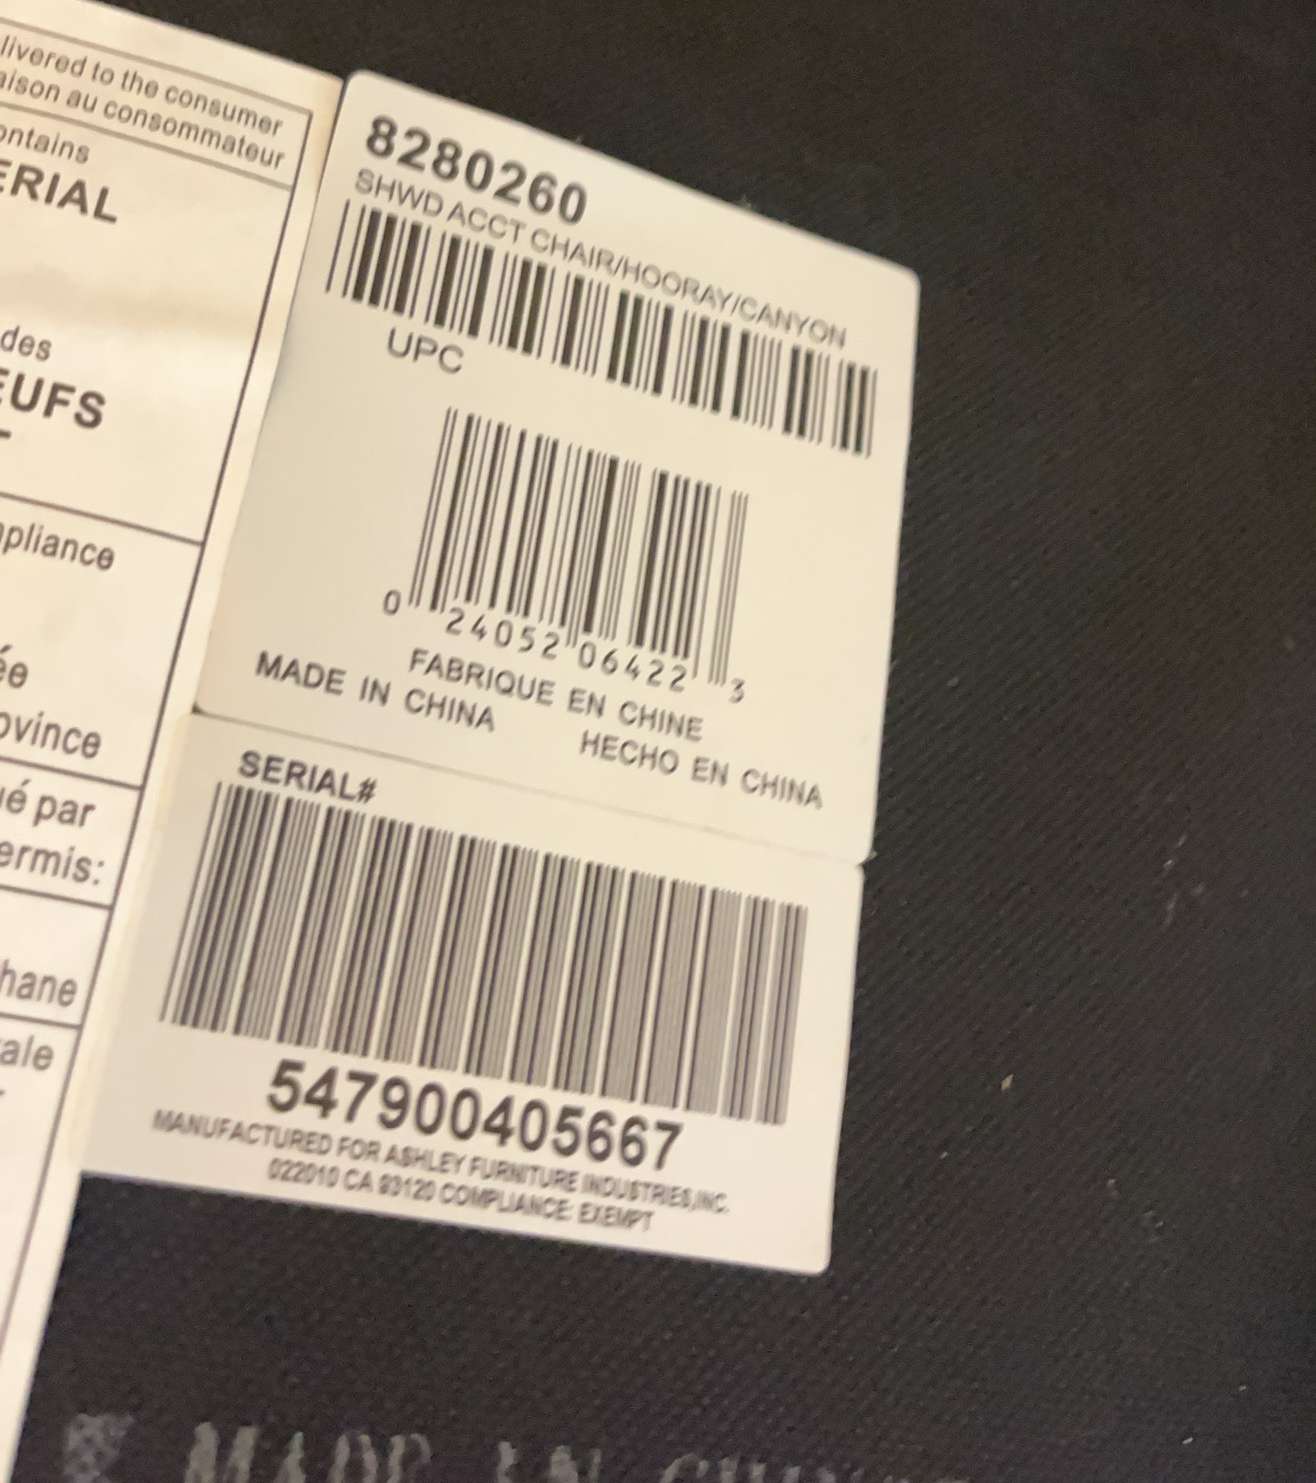 livered to the consumer
aison au consommateur
ontains
ERIAL
des
EUFS
pliance
ée
ovince
ué par
ermis:
hane
ale
8280260
SHWD ACCT CHAIR/HOORAY/CANYON
UPC
0 24052 06422 3
FABRIQUE EN CHINE
MADE IN CHINA
HECHO EN CHINA
SERIAL#
547900405667
MANUFACTURED FOR ASHLEY FURNITURE INDUSTRIES,INC.
022010 CA 93120 COMPLIANCE: EXEMPT
MADE IN